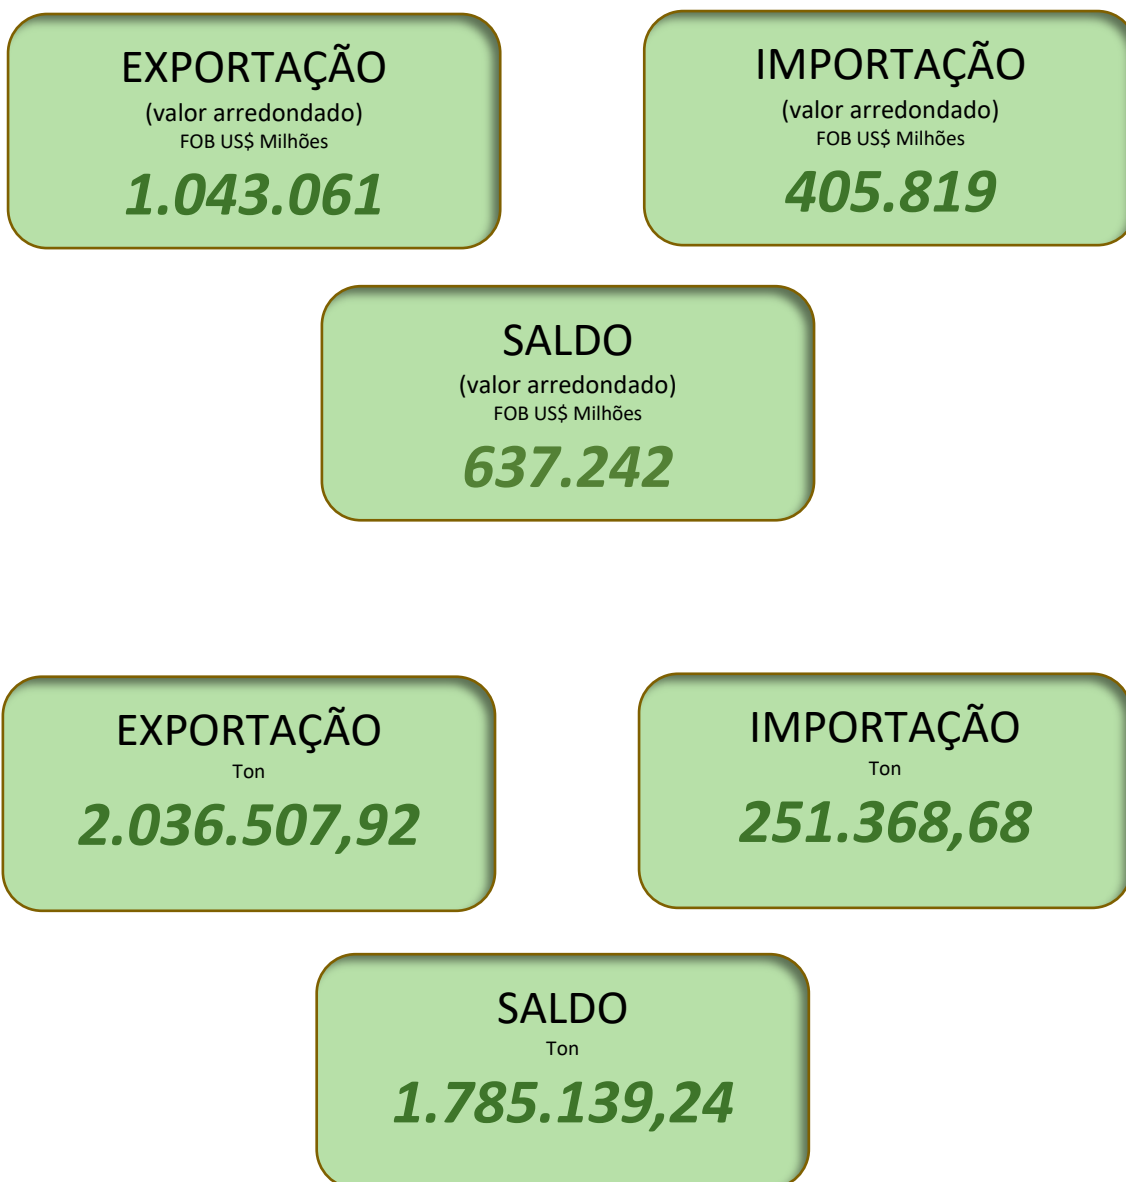 EXPORTAÇÃO
(valor arredondado)
FOB US$ Milhões
1.043.061
IMPORTAÇÃO
(valor arredondado)
FOB US$ Milhões
405.819
SALDO
(valor arredondado)
FOB US$ Milhões
637.242
EXPORTAÇÃO
Ton
2.036.507,92
IMPORTAÇÃO
Ton
251.368,68
SALDO
Ton
1.785.139,24